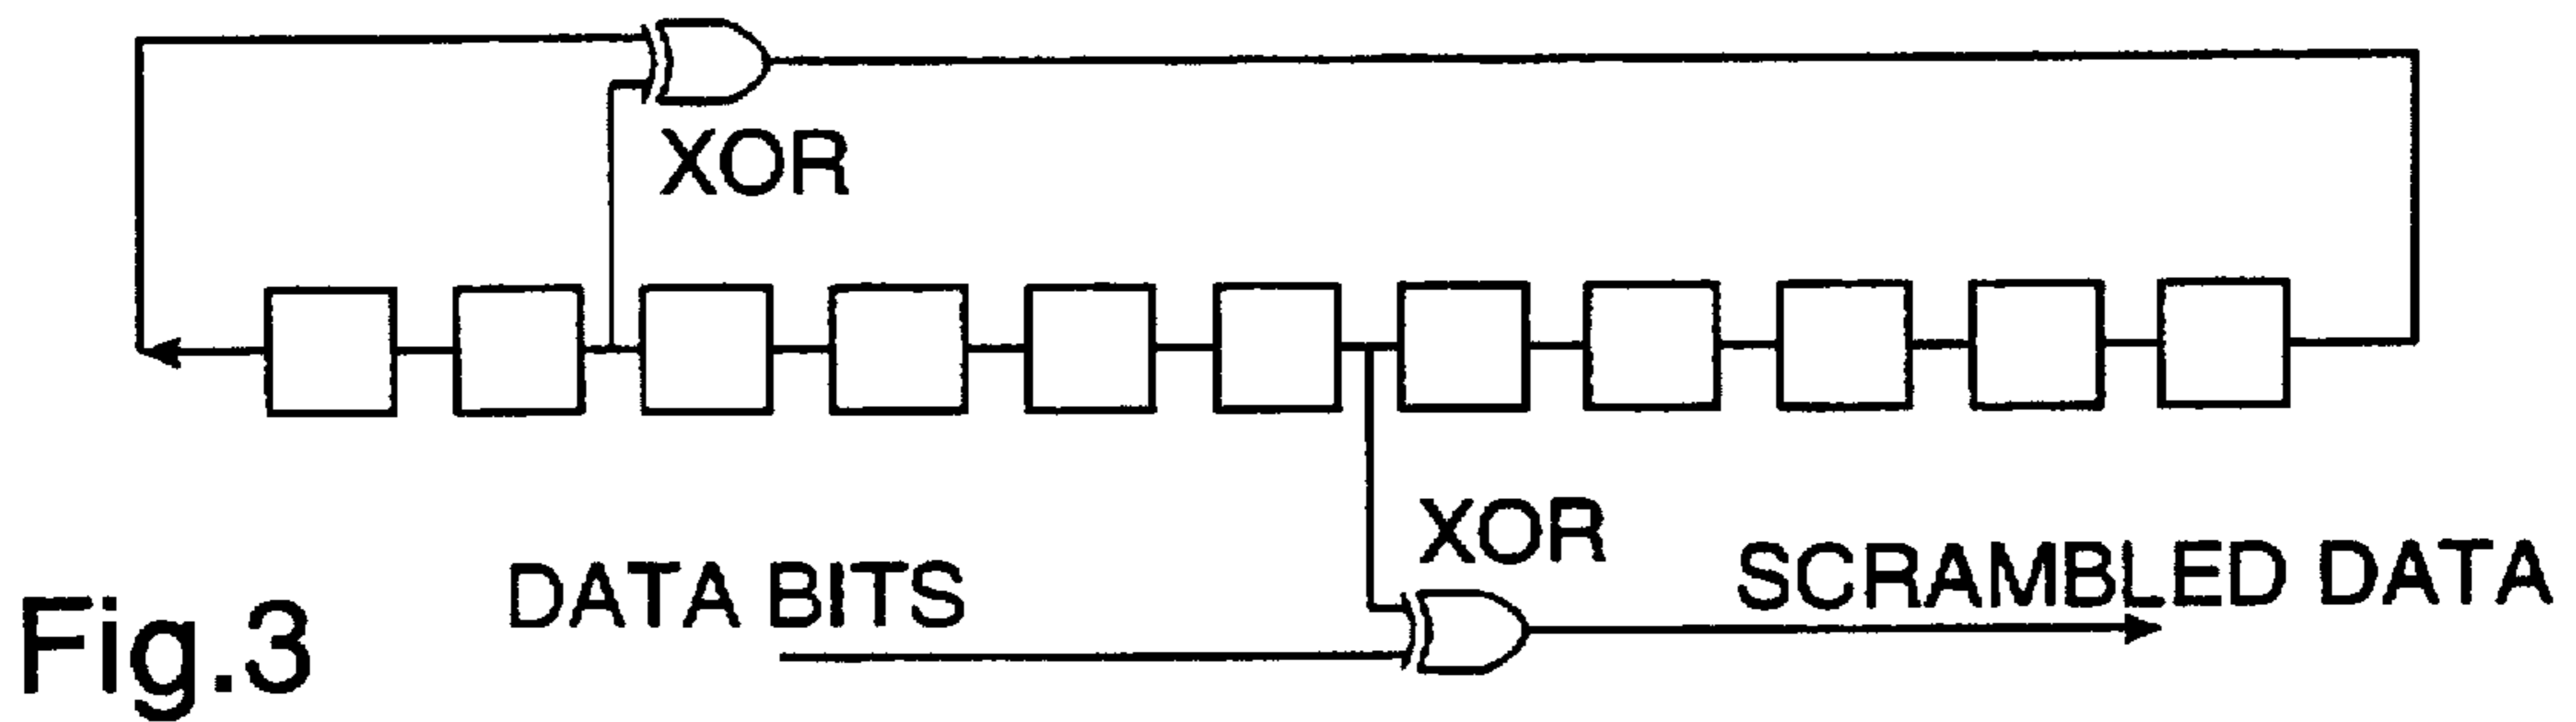 XOR
XOR
DATA BITS
SCRAMBLED DATA
Fig.3